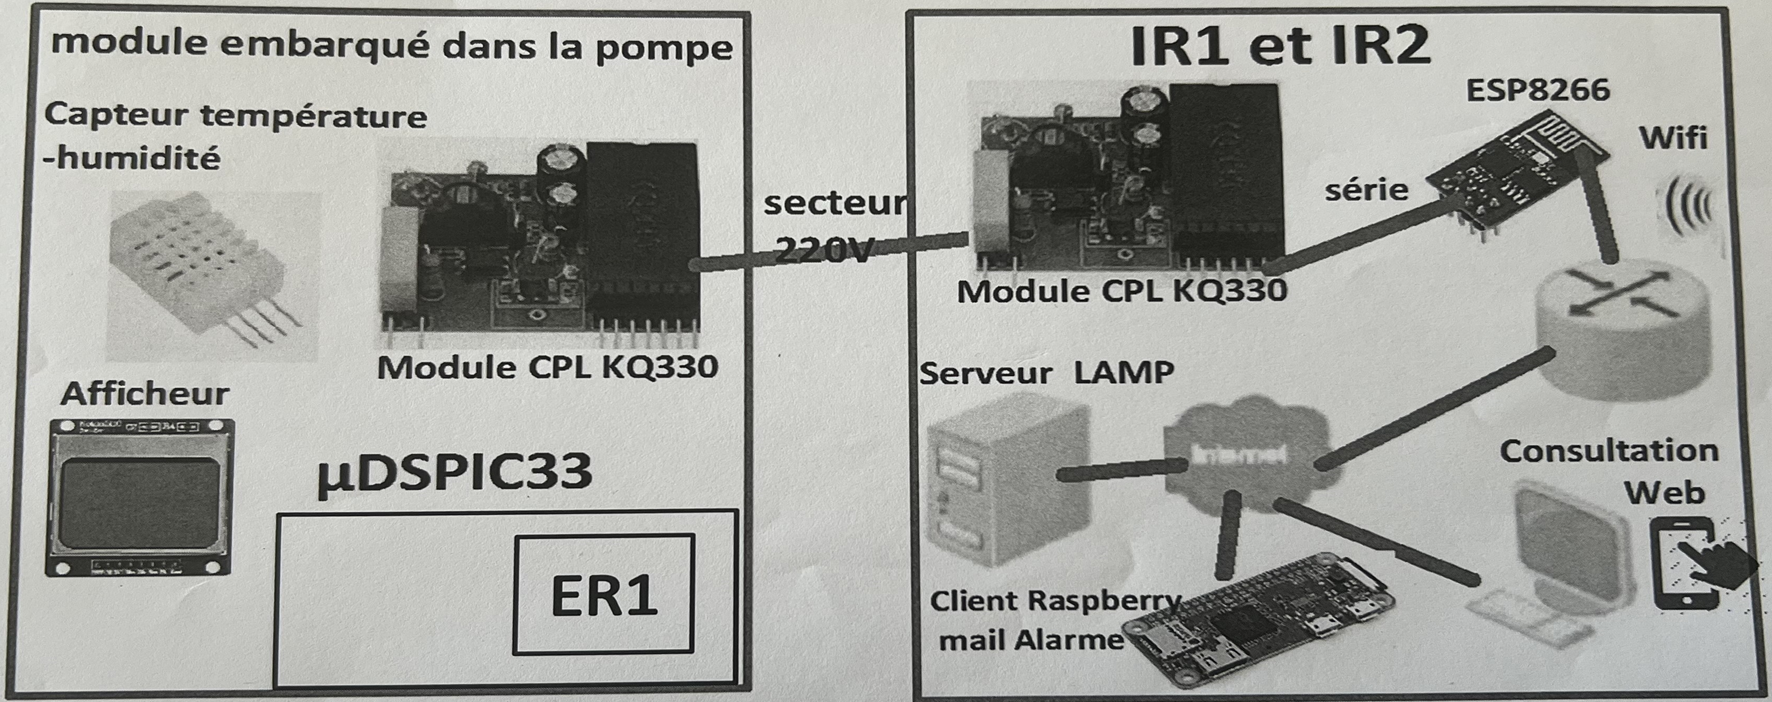 module embarqué dans la pompe
Capteur température
-humidité
Module CPL KQ330
Afficheur
µDSPIC33
ER1
secteur
220V
IR1 et IR2
ESP8266
Wifi
série
Module CPL KQ330
Serveur LAMP
Internet
Consultation
Web
Client Raspberry
mail Alarme